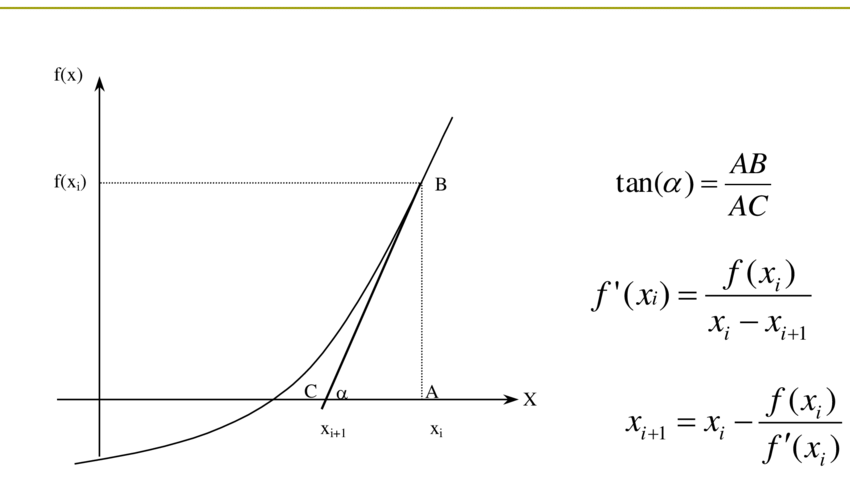 f(x)
f(xᵢ)
B
C
α
A
X
xᵢ₊₁
xᵢ
tan(α) = AB / AC
f'(xᵢ) = f(xᵢ) / (xᵢ − xᵢ₊₁)
xᵢ₊₁ = xᵢ − f(xᵢ) / f′(xᵢ)